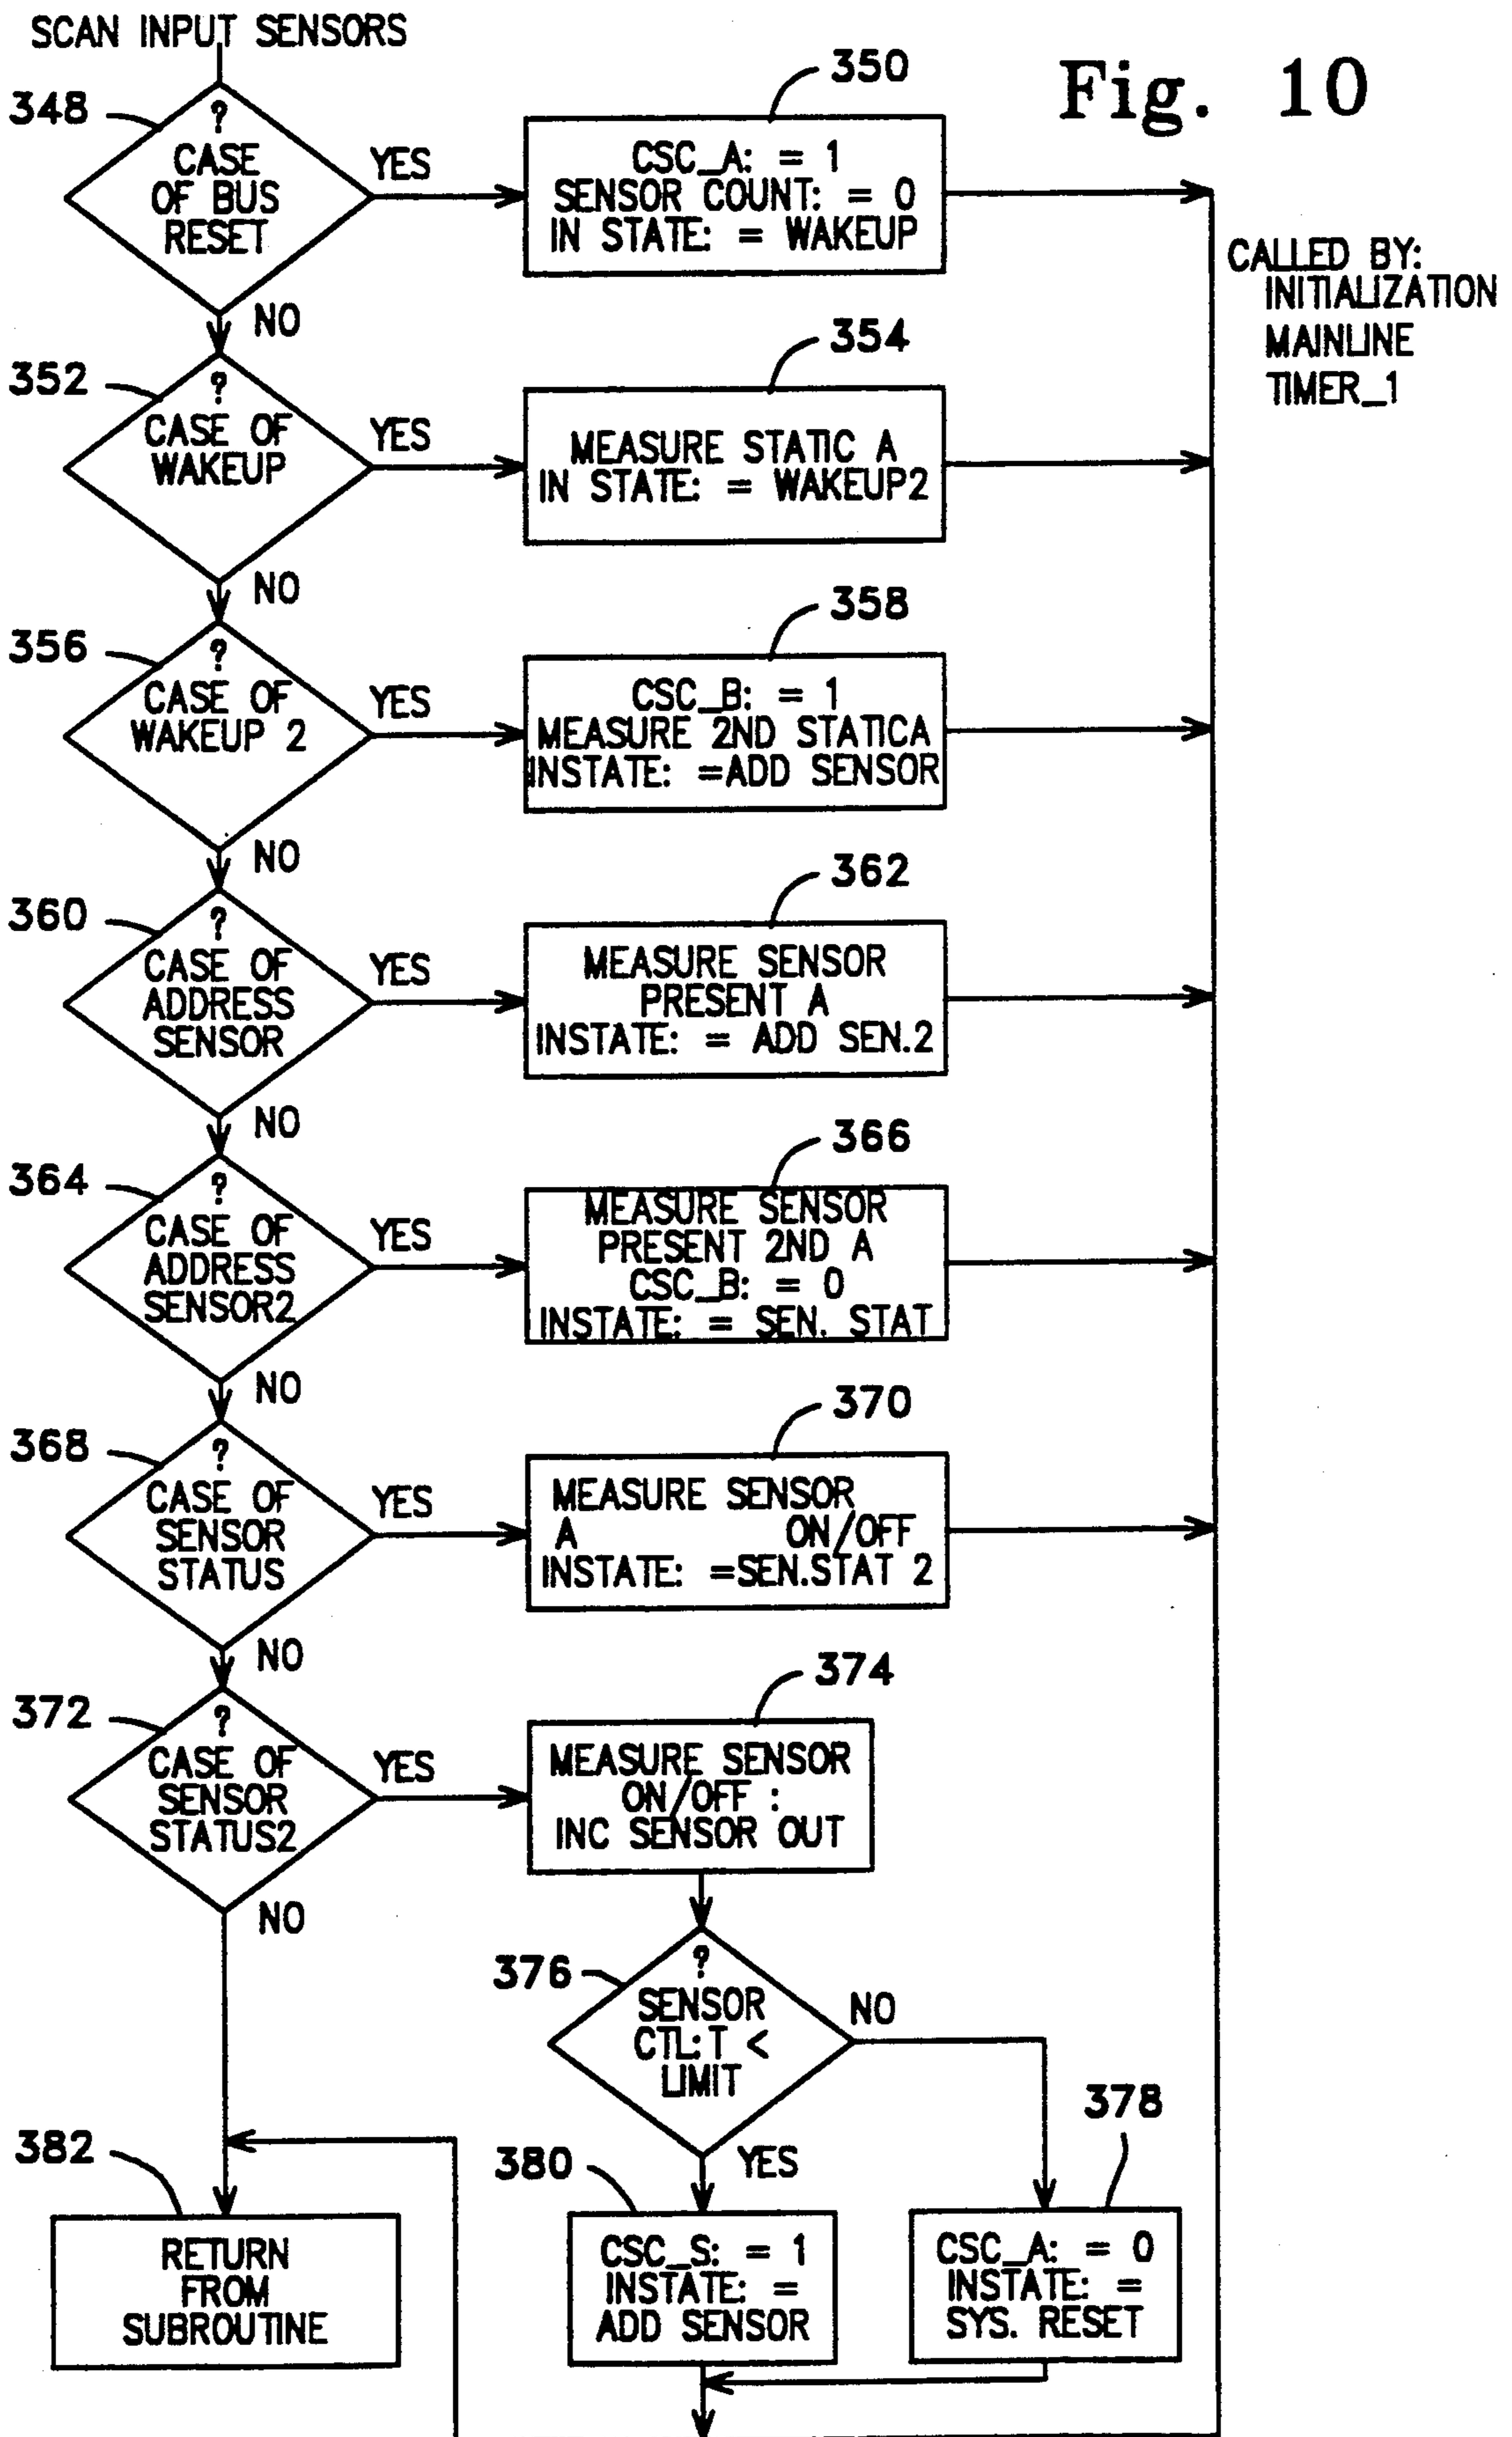 SCAN INPUT SENSORS
Fig. 10
348
?
CASE
OF BUS
RESET
YES
NO
350
CSC_A: = 1
SENSOR COUNT: = 0
IN STATE: = WAKEUP
CALLED BY:
INITIALIZATION
MAINLINE
TIMER_1
352
?
CASE OF
WAKEUP
YES
NO
354
MEASURE STATIC A
IN STATE: = WAKEUP2
356
?
CASE OF
WAKEUP 2
YES
NO
358
CSC_B: = 1
MEASURE 2ND STATICA
INSTATE: =ADD SENSOR
360
?
CASE OF
ADDRESS
SENSOR
YES
NO
362
MEASURE SENSOR
PRESENT A
INSTATE: = ADD SEN.2
364
?
CASE OF
ADDRESS
SENSOR2
YES
NO
366
MEASURE SENSOR
PRESENT 2ND A
CSC_B: = 0
INSTATE: = SEN. STAT
368
?
CASE OF
SENSOR
STATUS
YES
NO
370
MEASURE SENSOR
A ON/OFF
INSTATE: =SEN.STAT 2
372
?
CASE OF
SENSOR
STATUS2
YES
NO
374
MEASURE SENSOR
ON/OFF :
INC SENSOR OUT
376
?
SENSOR
CTL:T <
LIMIT
NO
YES
378
CSC_A: = 0
INSTATE: =
SYS. RESET
380
CSC_S: = 1
INSTATE: =
ADD SENSOR
382
RETURN
FROM
SUBROUTINE